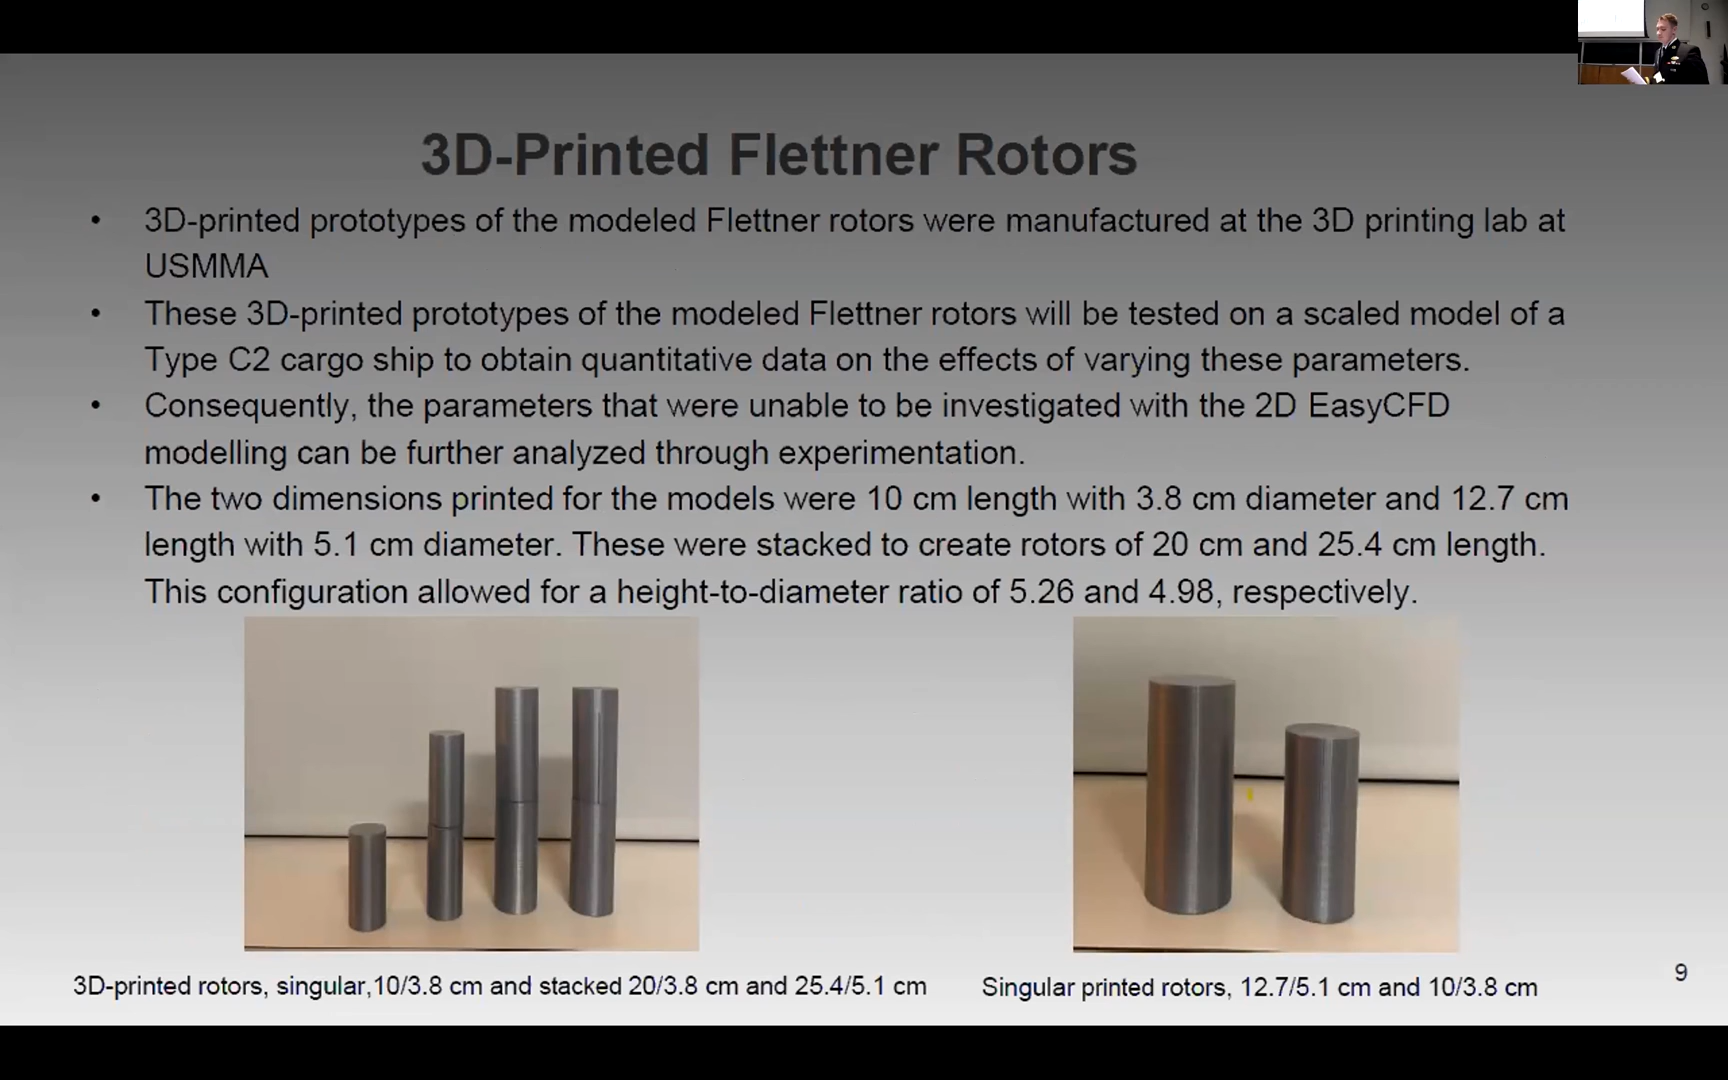 3D-Printed Flettner Rotors
• 3D-printed prototypes of the modeled Flettner rotors were manufactured at the 3D printing lab at
USMMA
• These 3D-printed prototypes of the modeled Flettner rotors will be tested on a scaled model of a
Type C2 cargo ship to obtain quantitative data on the effects of varying these parameters.
• Consequently, the parameters that were unable to be investigated with the 2D EasyCFD
modelling can be further analyzed through experimentation.
• The two dimensions printed for the models were 10 cm length with 3.8 cm diameter and 12.7 cm
length with 5.1 cm diameter. These were stacked to create rotors of 20 cm and 25.4 cm length.
This configuration allowed for a height-to-diameter ratio of 5.26 and 4.98, respectively.
3D-printed rotors, singular,10/3.8 cm and stacked 20/3.8 cm and 25.4/5.1 cm
Singular printed rotors, 12.7/5.1 cm and 10/3.8 cm
9